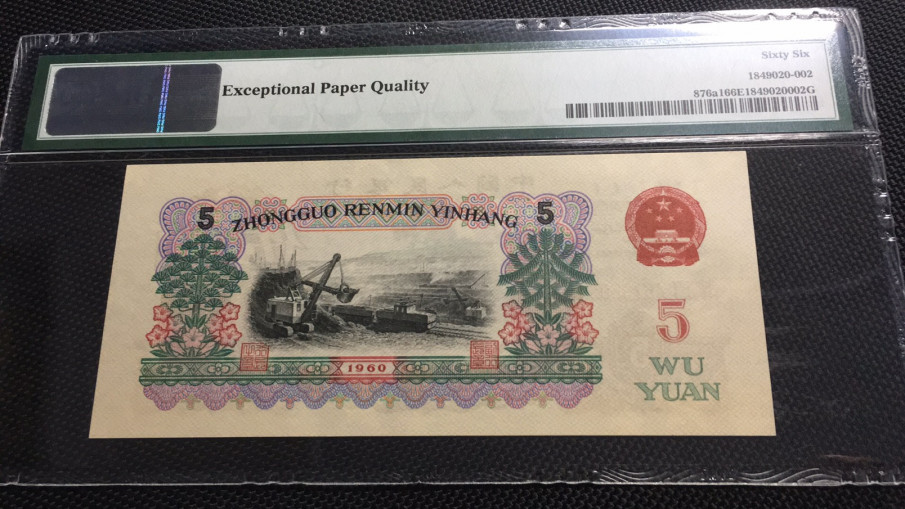 Sixty Six
Exceptional Paper Quality
1849020-002
876a166E1849020002G
5 ZHONGGUO RENMIN YINHANG 5
5
1960
WU
YUAN